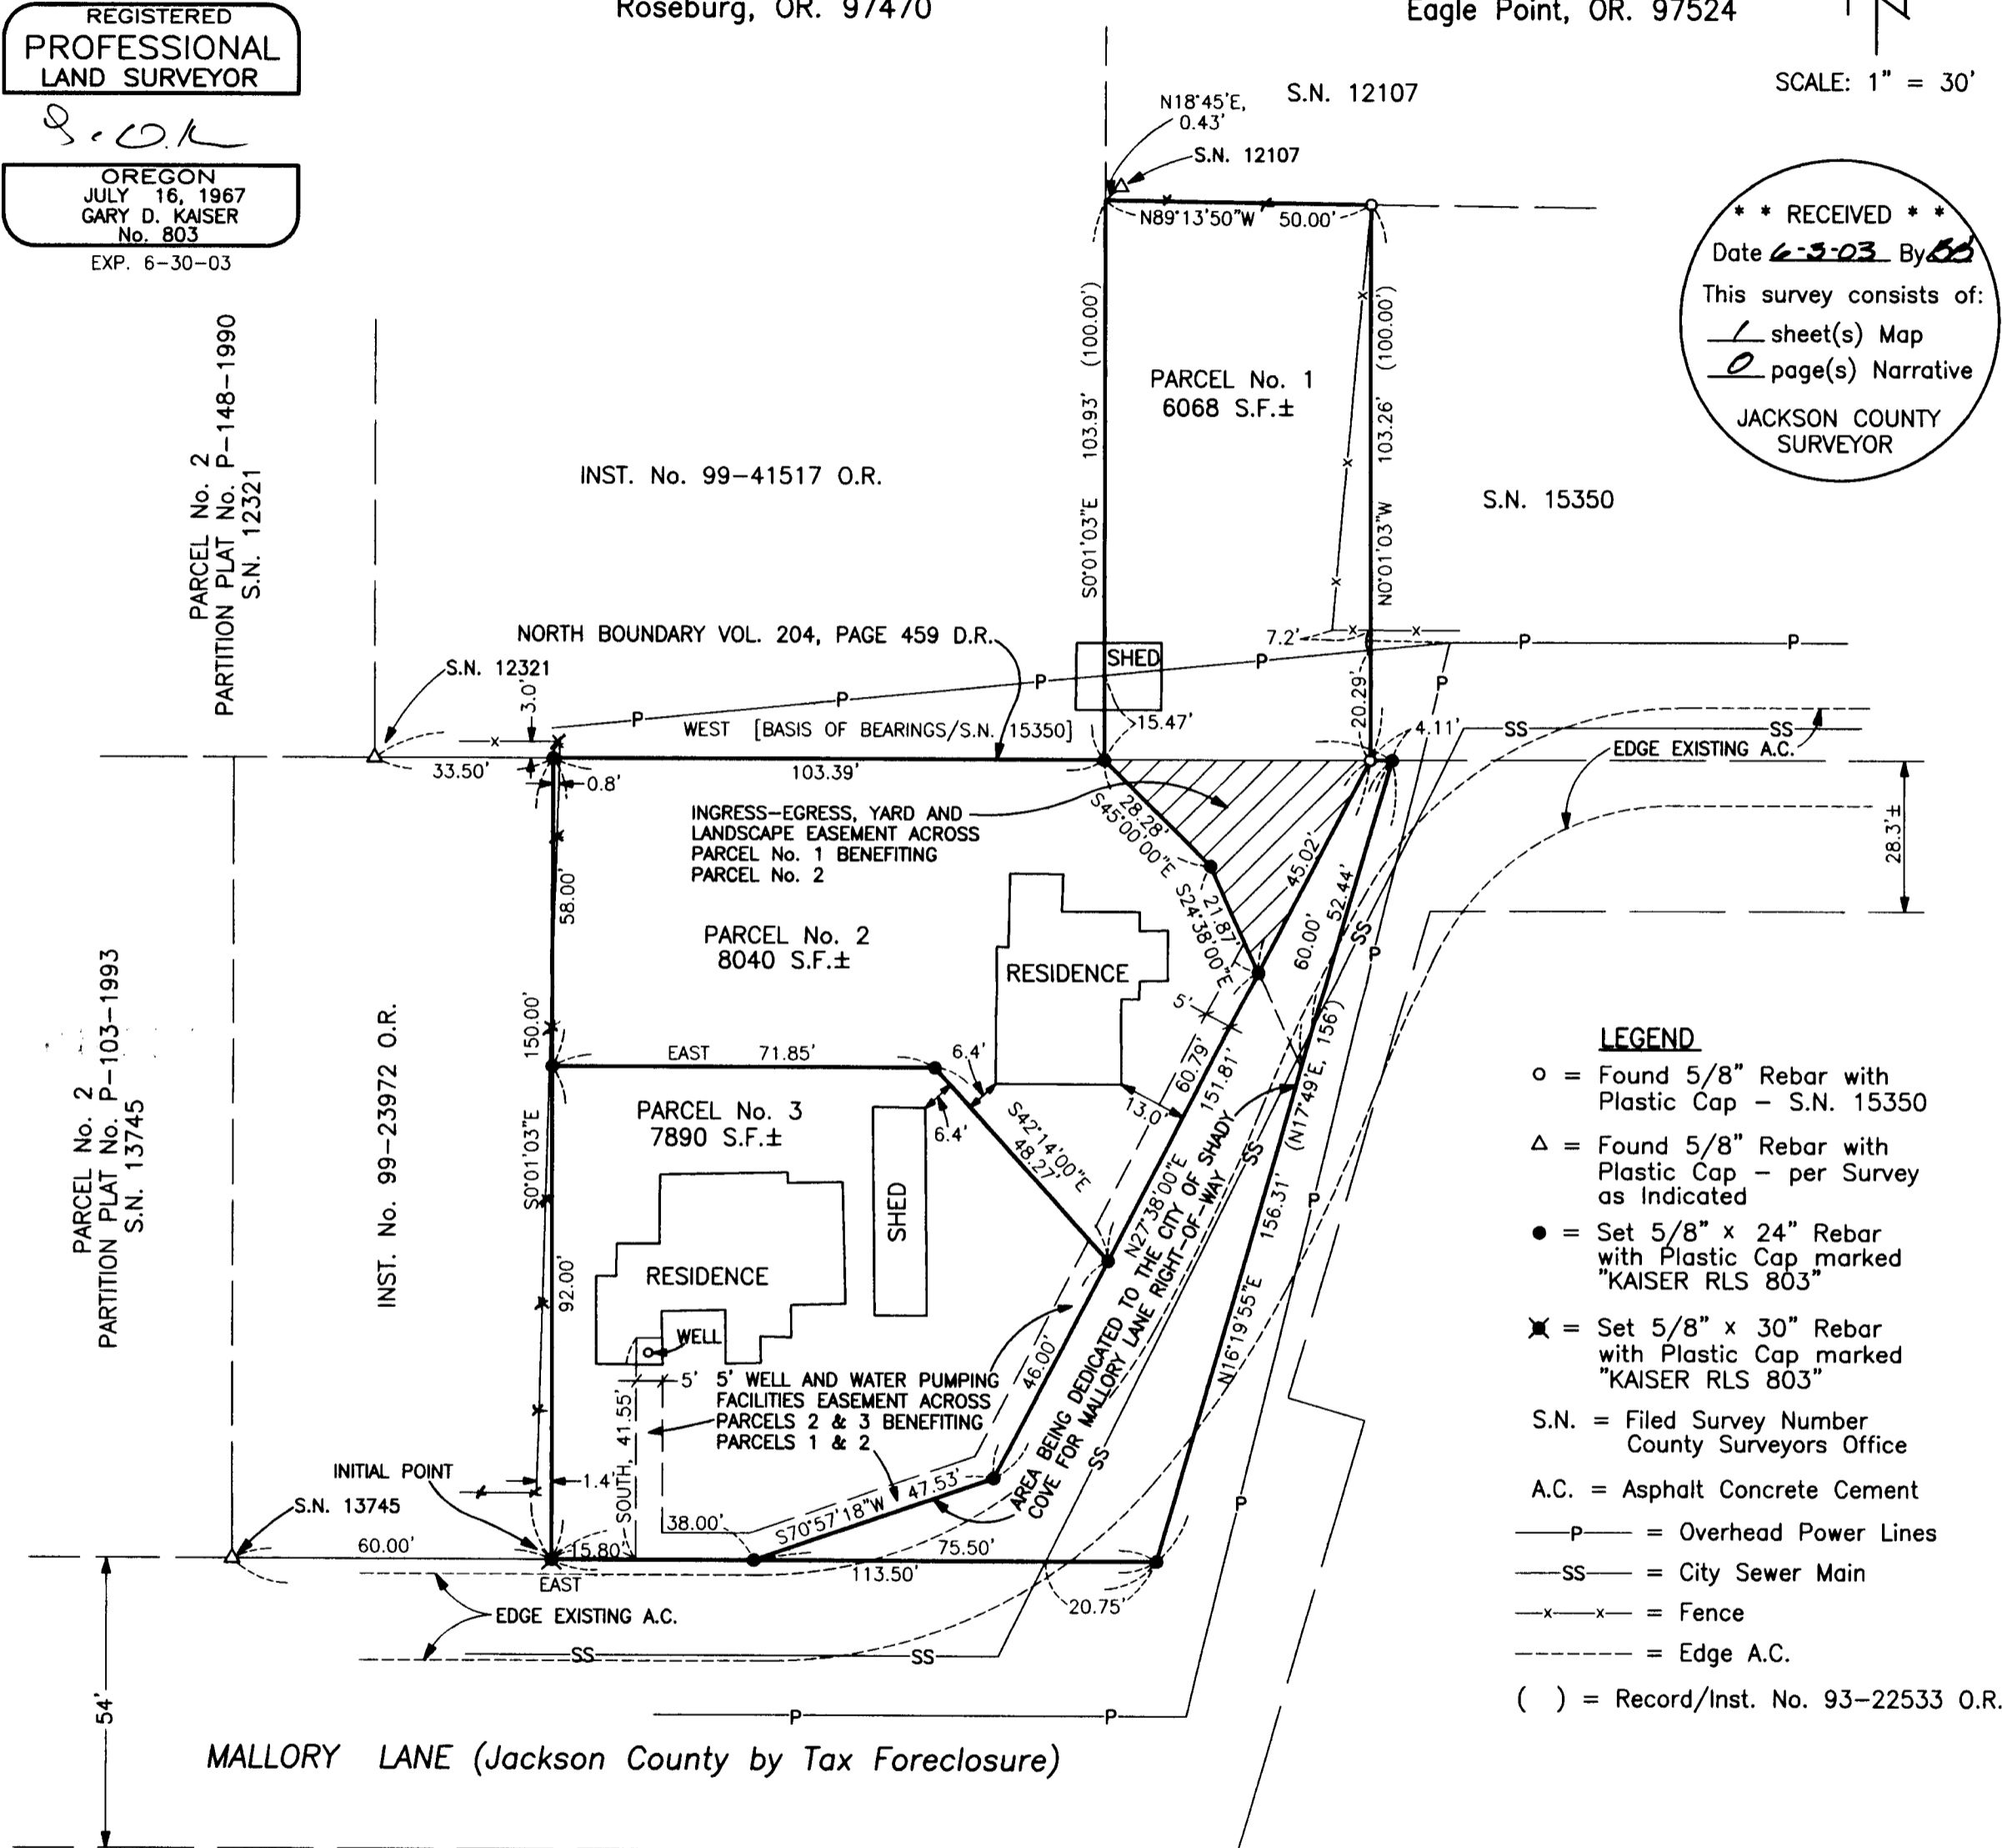 REGISTERED
PROFESSIONAL
LAND SURVEYOR
OREGON
JULY 16, 1967
GARY D. KAISER
No. 803
EXP. 6-30-03
Roseburg, OR. 97470
Eagle Point, OR. 97524
N
SCALE: 1" = 30'
* * RECEIVED * *
Date 6-3-03 By BB
This survey consists of:
1 sheet(s) Map
0 page(s) Narrative
JACKSON COUNTY
SURVEYOR
N18°45'E,
0.43'
S.N. 12107
S.N. 12107
N89°13'50"W 50.00'
S0°01'03"E 103.93' (100.00')
N0°01'03"W 103.26' (100.00')
PARCEL No. 1
6068 S.F.±
S.N. 15350
INST. No. 99-41517 O.R.
PARCEL No. 2
PARTITION PLAT No. P-148-1990
S.N. 12321
NORTH BOUNDARY VOL. 204, PAGE 459 D.R.
7.2'
SHED
P
P
P
P
P
P
P
20.29'
15.47'
4.11'
SS
SS
EDGE EXISTING A.C.
28.3'±
S.N. 12321
3.0'
WEST [BASIS OF BEARINGS/S.N. 15350]
33.50'
0.8'
103.39'
INGRESS-EGRESS, YARD AND
LANDSCAPE EASEMENT ACROSS
PARCEL No. 1 BENEFITING
PARCEL No. 2
28.28'
S45°00'00"E
21.87'
S24°38'00"E
45.02'
60.00'
52.44'
SS
P
58.00'
PARCEL No. 2
8040 S.F.±
RESIDENCE
5'
60.79'
151.81'
(N17°49'E, 156')
150.00'
EAST 71.85'
6.4'
6.4'
13.0'
S42°14'00"E
48.27'
PARCEL No. 3
7890 S.F.±
SHED
S0°01'03"E
92.00'
RESIDENCE
WELL
N27°38'00"E
SS
P
156.31'
N16°19'55"E
46.00'
AREA BEING DEDICATED TO THE CITY OF SHADY
COVE FOR MALLORY LANE RIGHT-OF-WAY
PARCEL No. 2
PARTITION PLAT No. P-103-1993
S.N. 13745
INST. No. 99-23972 O.R.
5'
5' WELL AND WATER PUMPING
FACILITIES EASEMENT ACROSS
PARCELS 2 & 3 BENEFITING
PARCELS 1 & 2
SOUTH, 41.55'
SS
P
INITIAL POINT
1.4'
S.N. 13745
S70°57'18"W 47.53'
38.00'
60.00'
15.80'
75.50'
EAST
113.50'
20.75'
EDGE EXISTING A.C.
SS
SS
P
P
54'
MALLORY LANE (Jackson County by Tax Foreclosure)
LEGEND
○ = Found 5/8" Rebar with
Plastic Cap - S.N. 15350
△ = Found 5/8" Rebar with
Plastic Cap - per Survey
as Indicated
● = Set 5/8" x 24" Rebar
with Plastic Cap marked
"KAISER RLS 803"
= Set 5/8" x 30" Rebar
with Plastic Cap marked
"KAISER RLS 803"
S.N. = Filed Survey Number
County Surveyors Office
A.C. = Asphalt Concrete Cement
P = Overhead Power Lines
SS = City Sewer Main
x x = Fence
= Edge A.C.
( ) = Record/Inst. No. 93-22533 O.R.